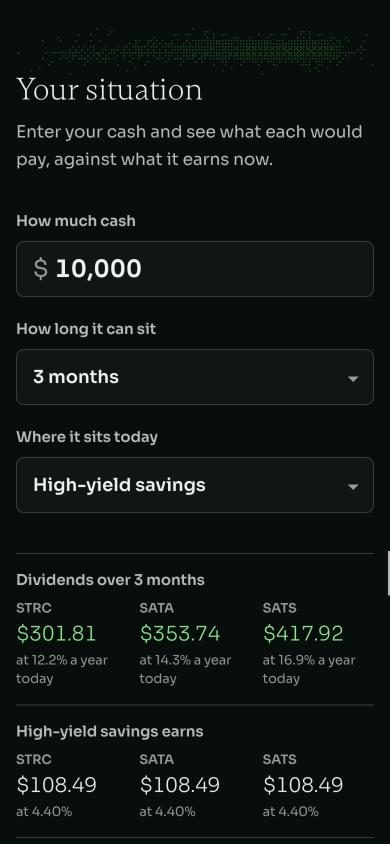 Your situation
Enter your cash and see what each would
pay, against what it earns now.
How much cash
$ 10,000
How long it can sit
3 months
Where it sits today
High-yield savings
Dividends over 3 months
STRC SATA SATS
$301.81 $353.74 $417.92
at 12.2% a year at 14.3% a year at 16.9% a year
today today today
High-yield savings earns
STRC SATA SATS
$108.49 $108.49 $108.49
at 4.40% at 4.40% at 4.40%